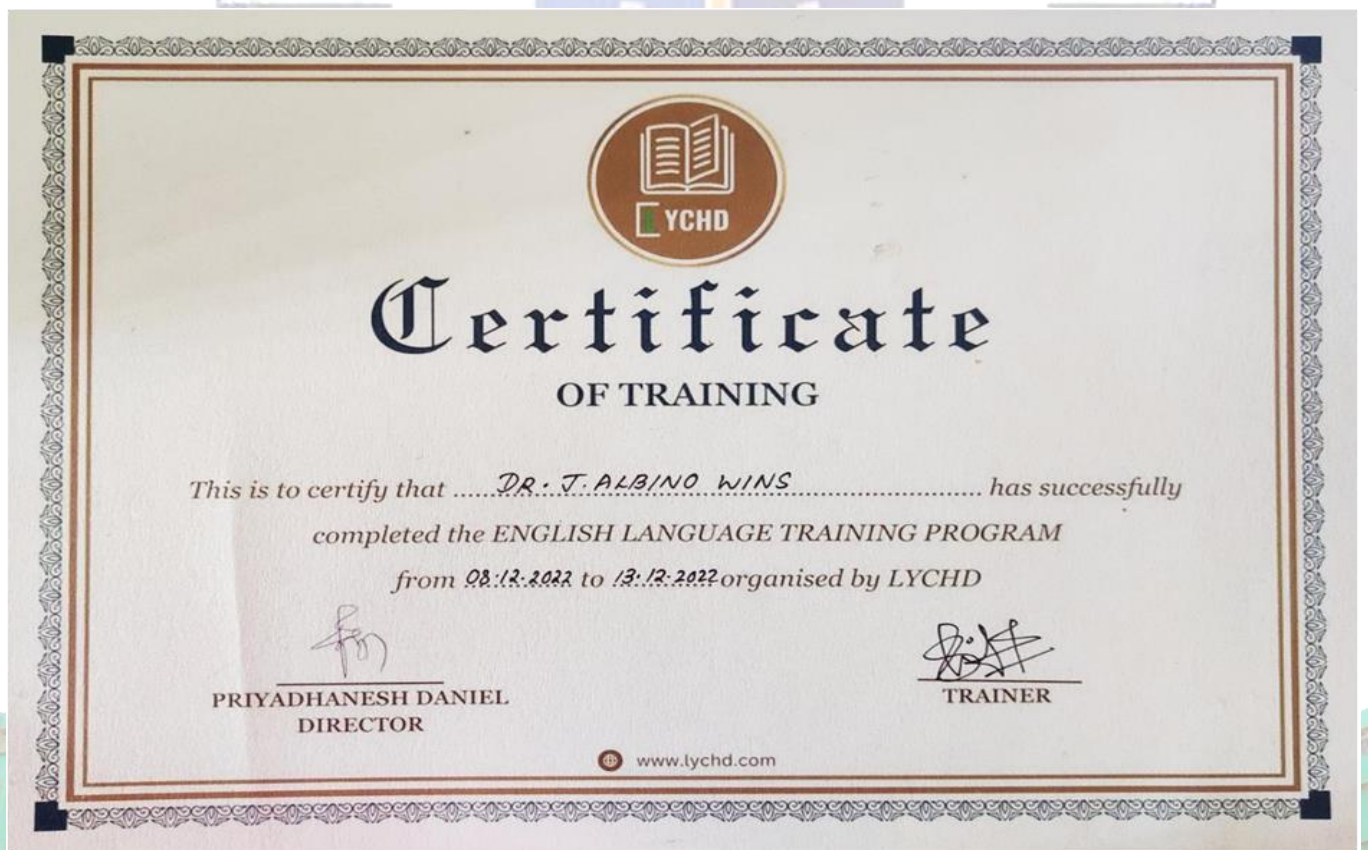 LYCHD
Certificate
OF TRAINING
This is to certify that ..... DR. J. ALBINO WINS ............................ has successfully
completed the ENGLISH LANGUAGE TRAINING PROGRAM
from 08.12.2022 to 13.12.2022 organised by LYCHD
PRIYADHANESH DANIEL
DIRECTOR
TRAINER
www.lychd.com